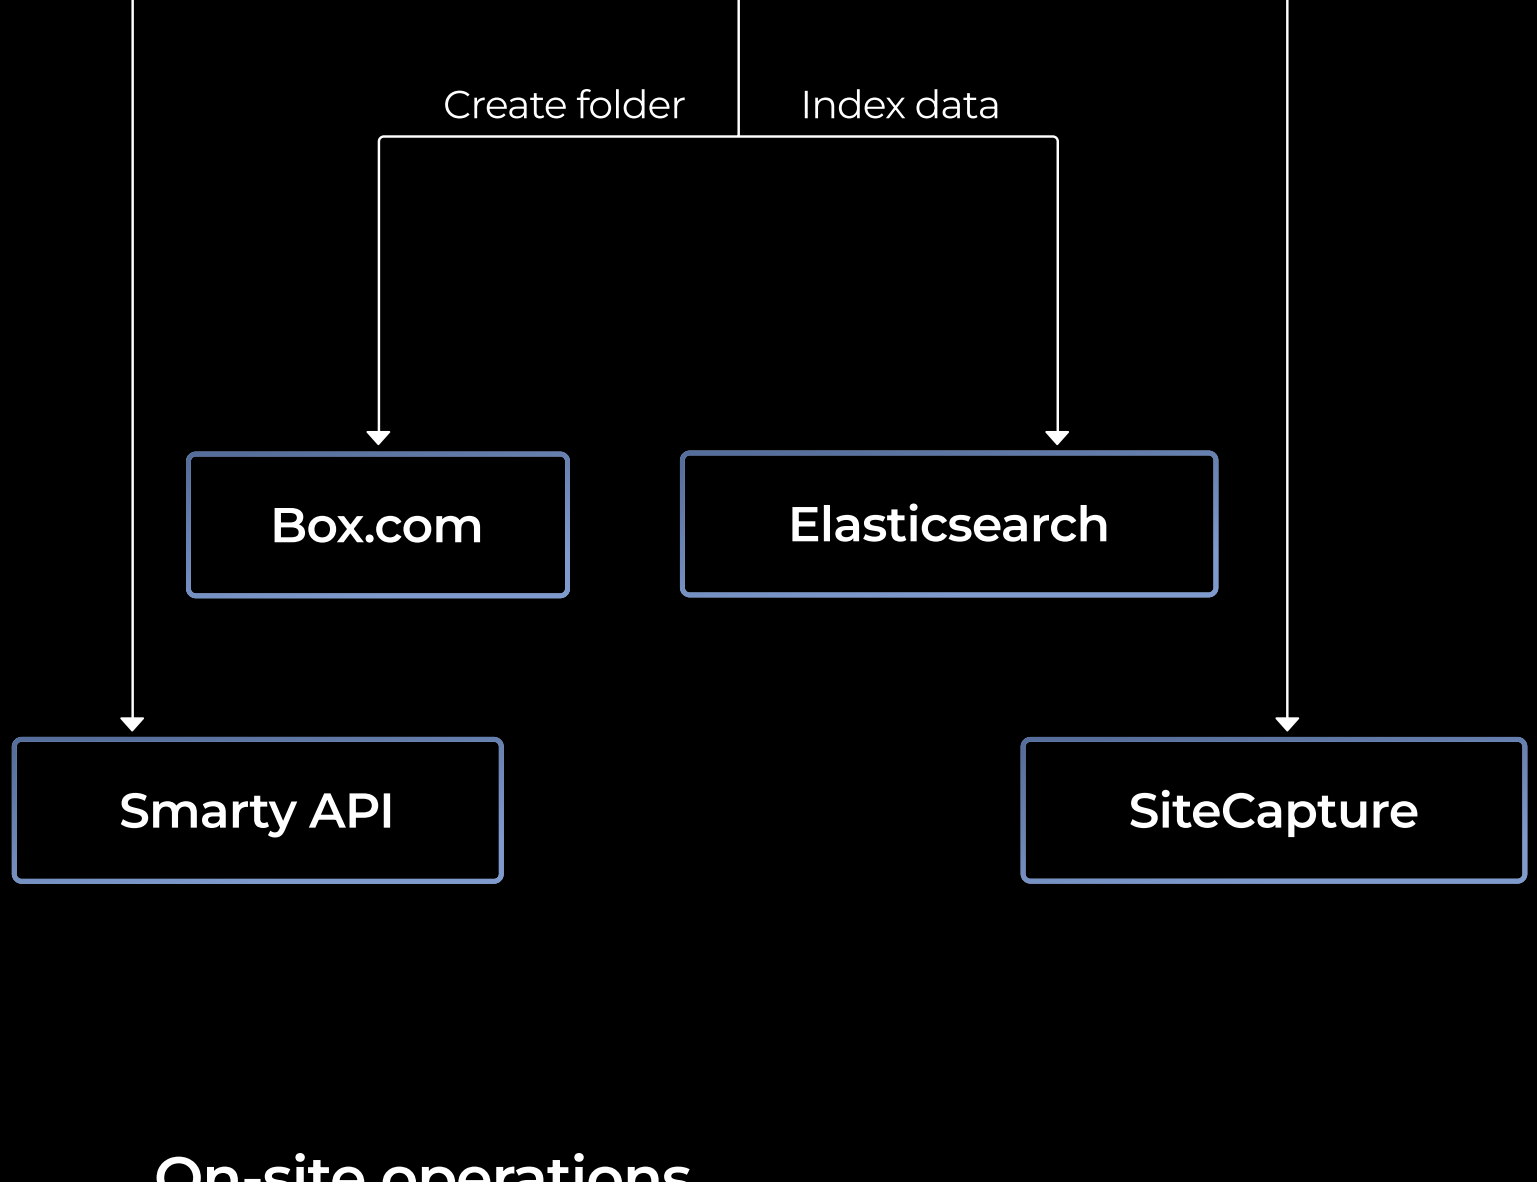 Create folder
Index data
Box.com
Elasticsearch
Smarty API
SiteCapture
On-site operations